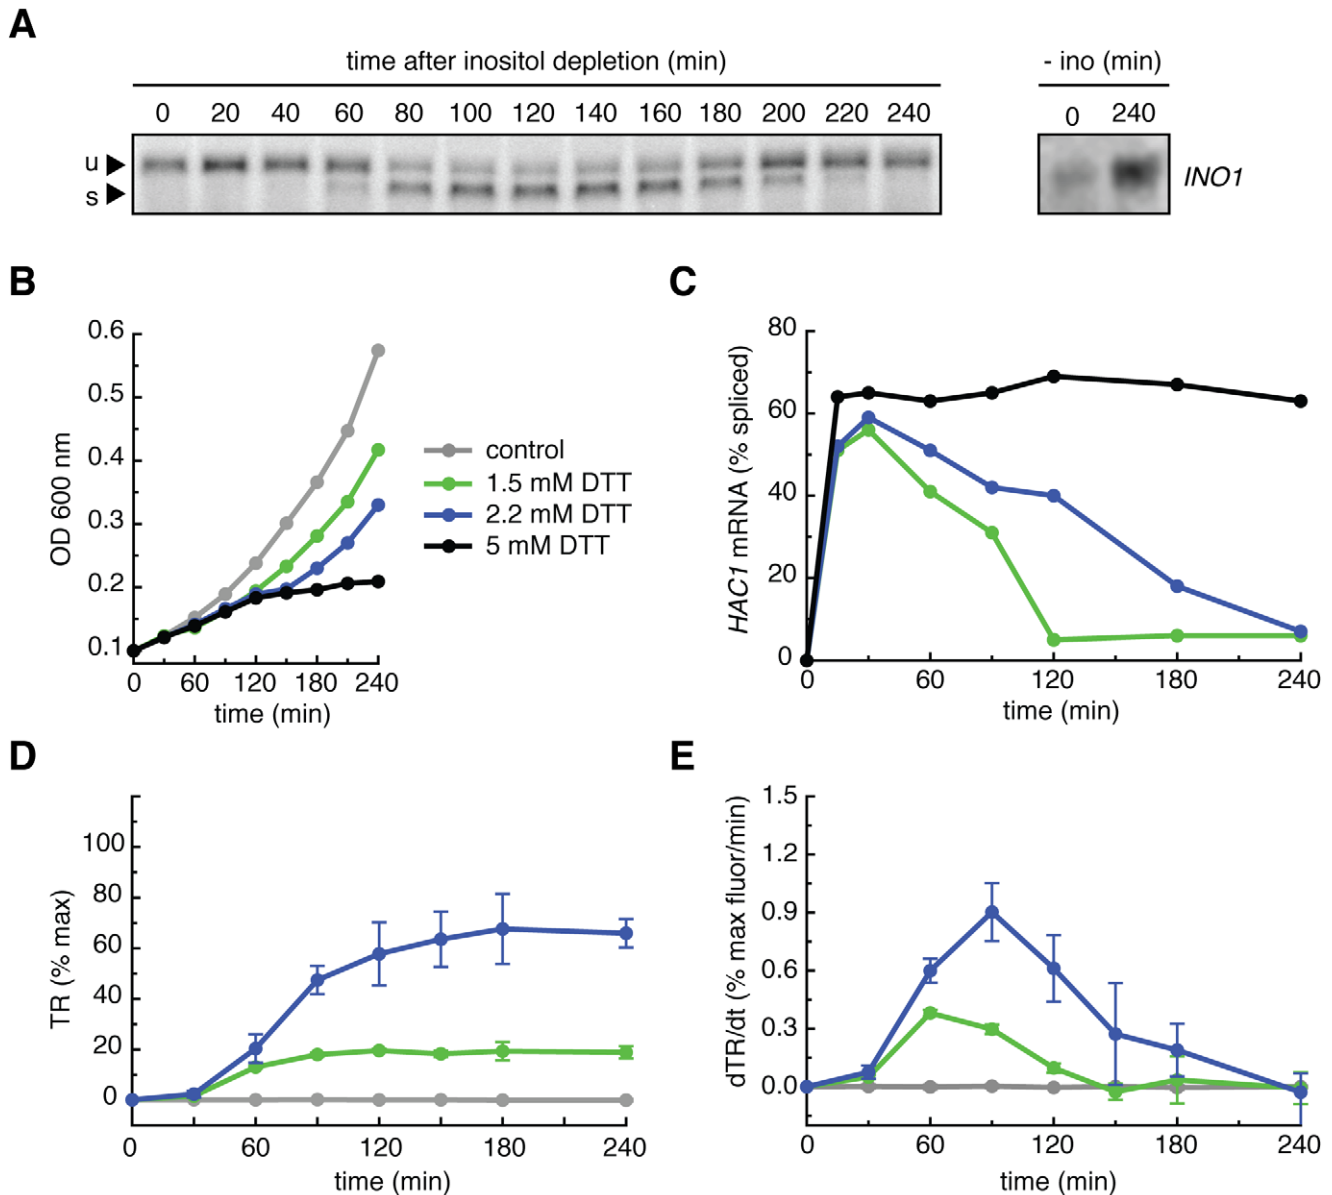 A
time after inositol depletion (min)
- ino (min)
0 20 40 60 80 100 120 140 160 180 200 220 240
0 240
u
s
INO1
B
OD 600 nm
0.6
0.5
0.4
0.3
0.2
0.1
0 60 120 180 240
time (min)
control
1.5 mM DTT
2.2 mM DTT
5 mM DTT
C
HAC1 mRNA (% spliced)
80
60
40
20
0
0 60 120 180 240
time (min)
D
TR (% max)
100
80
60
40
20
0
0 60 120 180 240
time (min)
E
dTR/dt (% max fluor/min)
1.5
1.2
0.9
0.6
0.3
0.0
0 60 120 180 240
time (min)